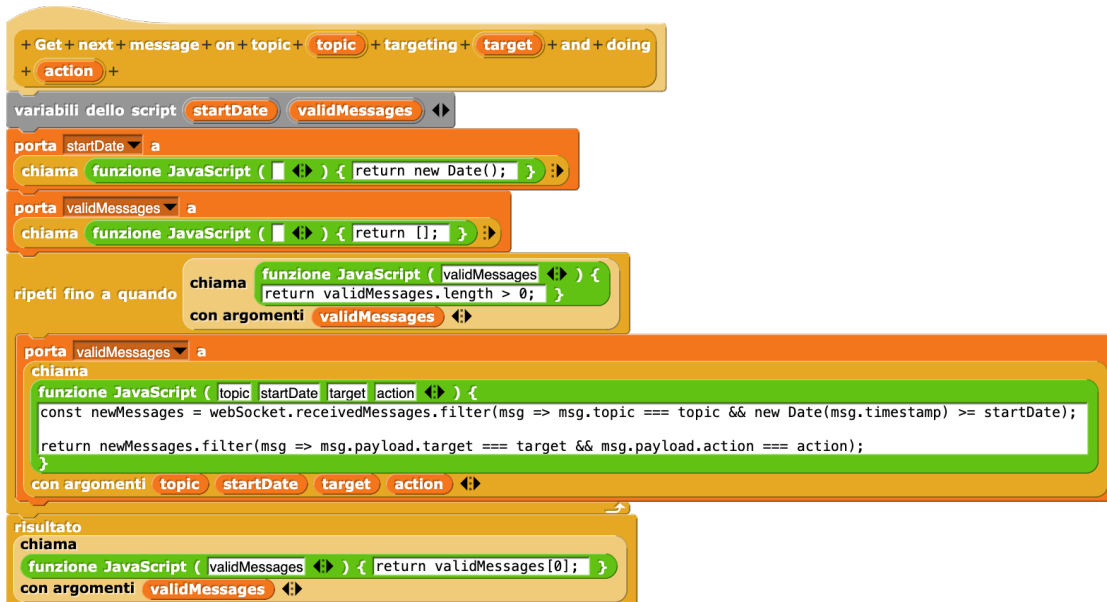 + Get + next + message + on + topic + topic + targeting + target + and + doing
+ action +
variabili dello script startDate validMessages
porta startDate a
chiama funzione JavaScript ( ) { return new Date(); }
porta validMessages a
chiama funzione JavaScript ( ) { return []; }
ripeti fino a quando chiama funzione JavaScript ( validMessages ) {
return validMessages.length > 0; }
con argomenti validMessages
porta validMessages a
chiama
funzione JavaScript ( topic startDate target action ) {
const newMessages = webSocket.receivedMessages.filter(msg => msg.topic === topic && new Date(msg.timestamp) >= startDate);
return newMessages.filter(msg => msg.payload.target === target && msg.payload.action === action);
}
con argomenti topic startDate target action
risultato
chiama
funzione JavaScript ( validMessages ) { return validMessages[0]; }
con argomenti validMessages